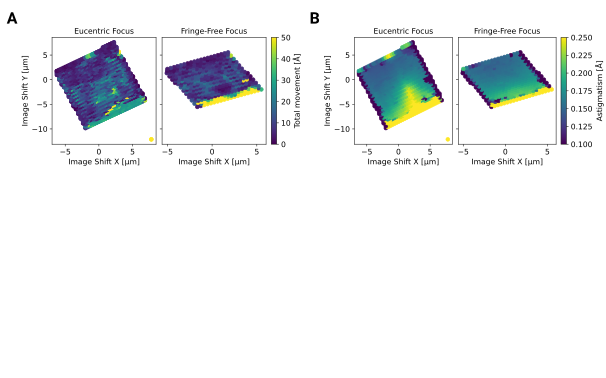 A
Eucentric Focus
Fringe-Free Focus
Image Shift Y [μm]
5
0
−5
−10
−5
0
5
Image Shift X [μm]
−5
0
5
Image Shift X [μm]
50
40
30
20
10
0
Total movement [Å]
B
Eucentric Focus
Fringe-Free Focus
Image Shift Y [μm]
5
0
−5
−10
−5
0
5
Image Shift X [μm]
−5
0
5
Image Shift X [μm]
0.250
0.225
0.200
0.175
0.150
0.125
0.100
Astigmatism [Å]